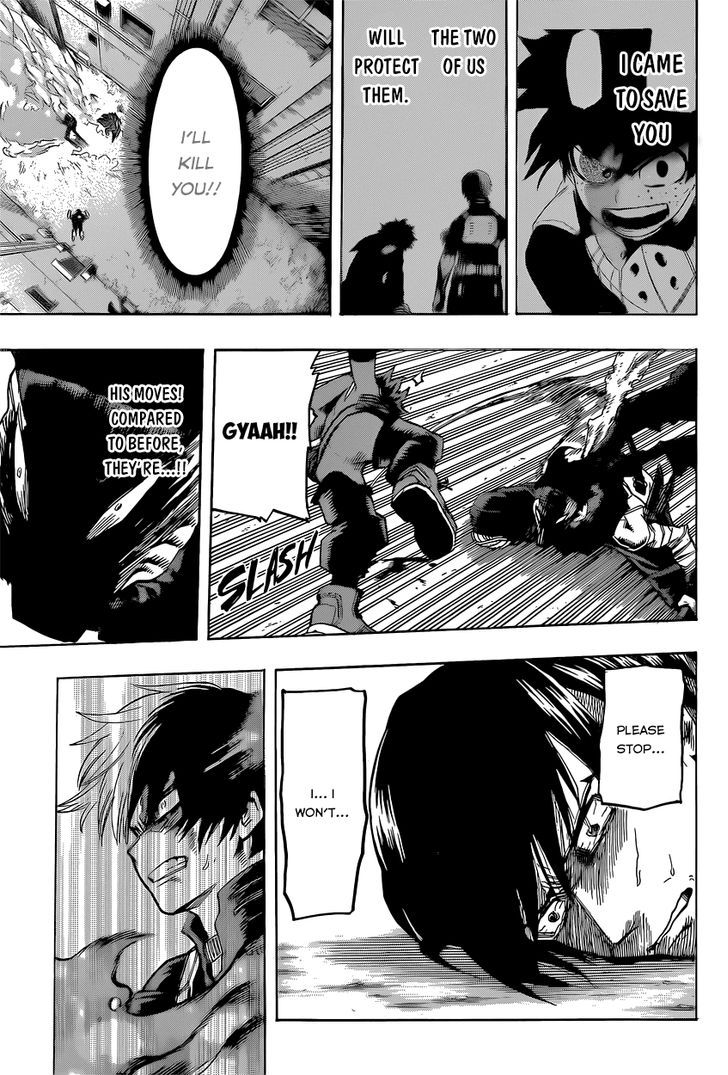 I CAME
TO SAVE
YOU
THE TWO
OF US
WILL
PROTECT
THEM.
I'LL
KILL
YOU!!
GYAAH!!
SLASH
HIS MOVES!
COMPARED
TO BEFORE,
THEY'RE...!!
PLEASE
STOP...
I... I
WON'T...